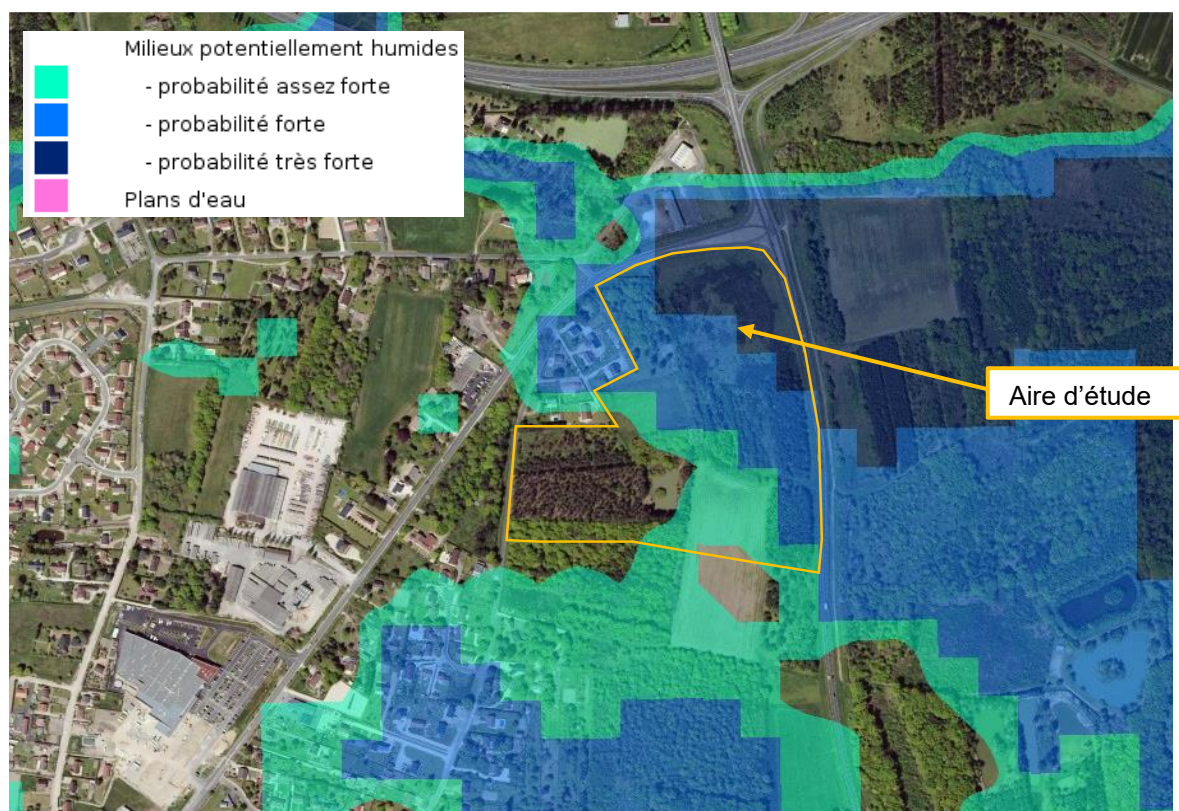 Milieux potentiellement humides
- probabilité assez forte
- probabilité forte
- probabilité très forte
Plans d'eau
Aire d’étude